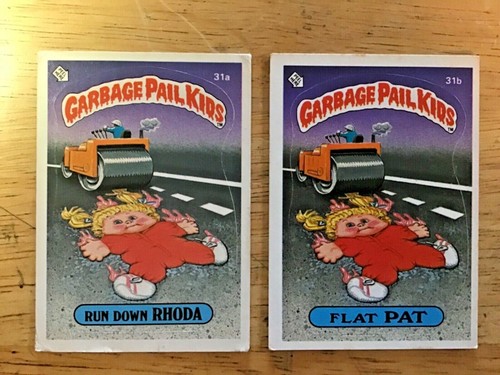 31a
GARBAGE PAIL KIDS
RUN DOWN RHODA
31b
GARBAGE PAIL KIDS
FLAT PAT